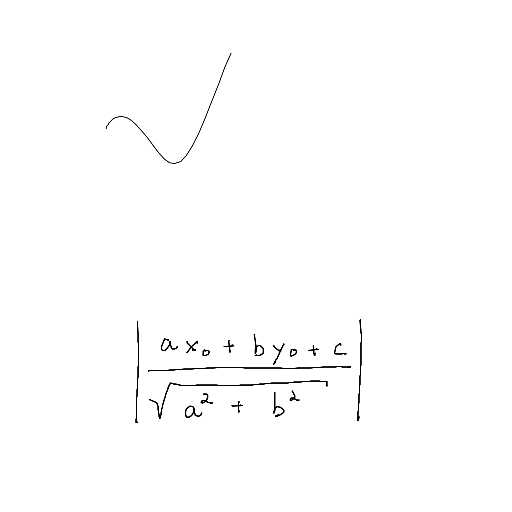 | (ax₀ + by₀ + c) / √(a² + b²) |